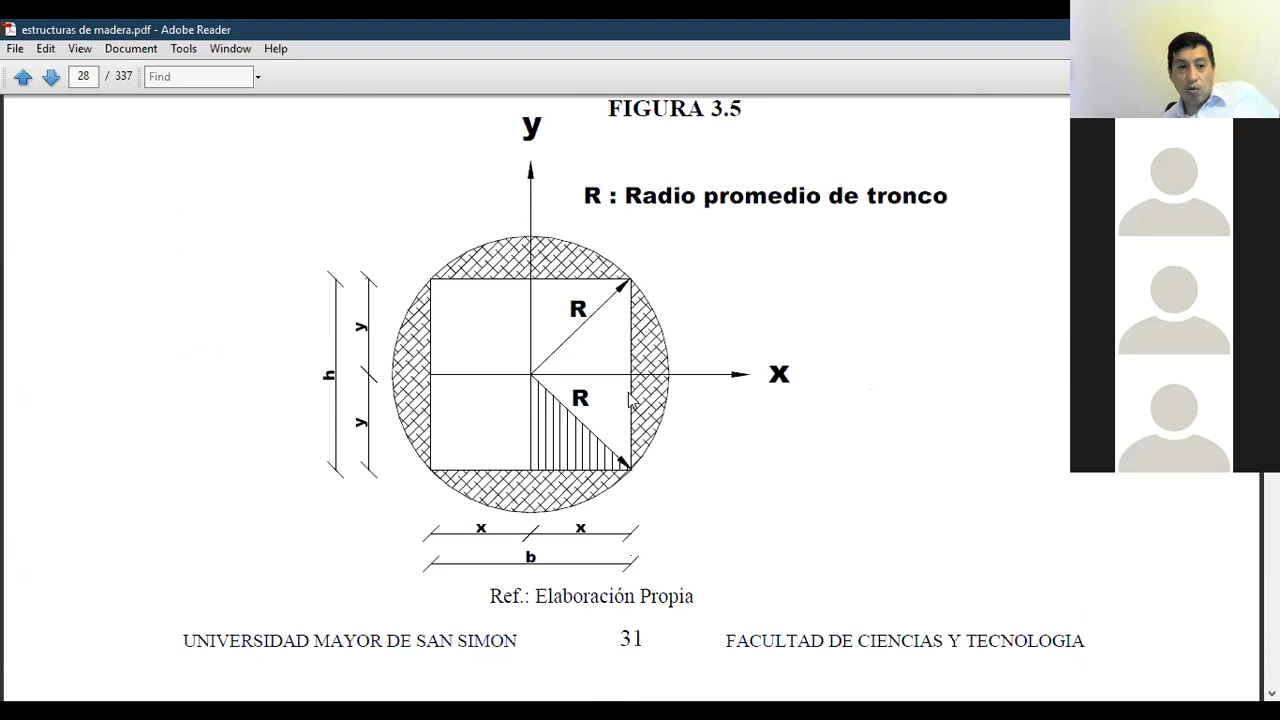 estructuras de madera.pdf - Adobe Reader
File Edit View Document Tools Window Help
28 / 337 Find
FIGURA 3.5
y
R : Radio promedio de tronco
R
y
h
x
R
y
x x
b
Ref.: Elaboración Propia
UNIVERSIDAD MAYOR DE SAN SIMON 31 FACULTAD DE CIENCIAS Y TECNOLOGIA